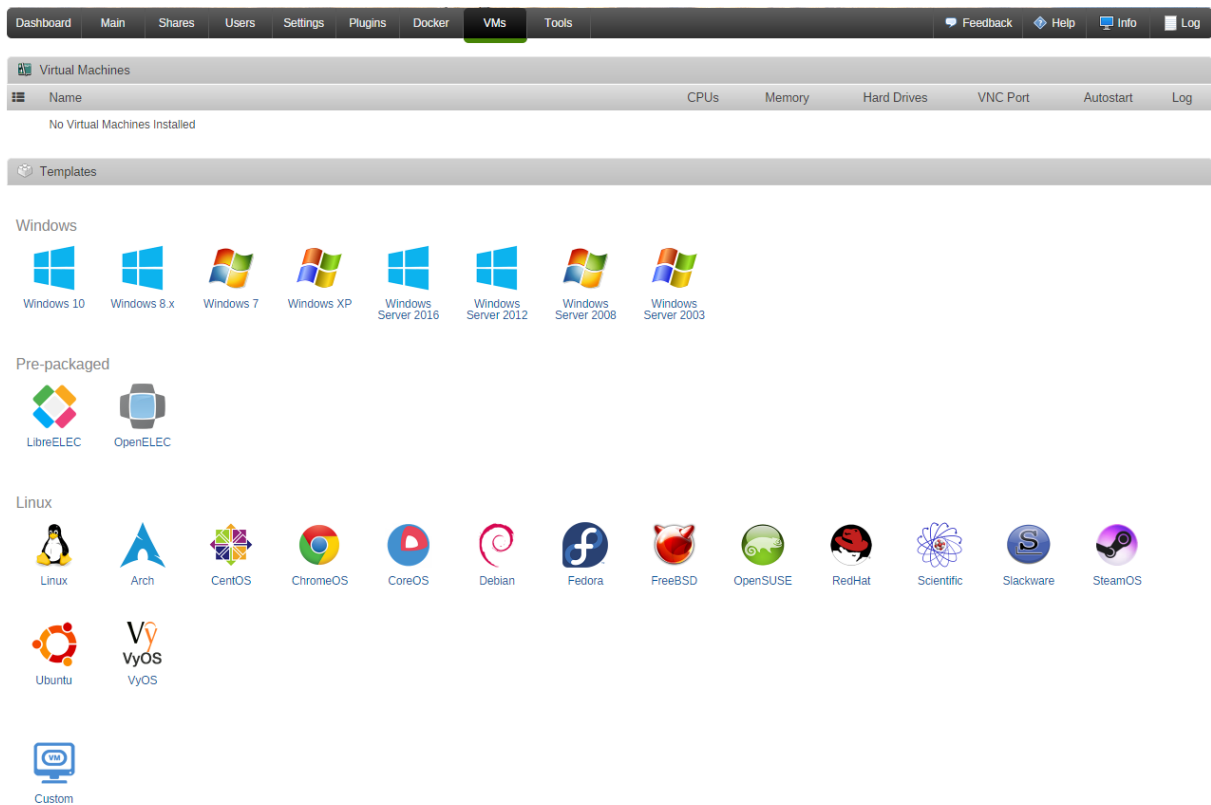 Dashboard Main Shares Users Settings Plugins Docker VMs Tools Feedback Help Info Log
Virtual Machines
Name CPUs Memory Hard Drives VNC Port Autostart Log
No Virtual Machines Installed
Templates
Windows
Windows 10 Windows 8.x Windows 7 Windows XP Windows Windows Windows Windows
Server 2016 Server 2012 Server 2008 Server 2003
Pre-packaged
LibreELEC OpenELEC
Linux
Linux Arch CentOS ChromeOS CoreOS Debian Fedora FreeBSD OpenSUSE RedHat Scientific Slackware SteamOS
Vy
VyOS
Ubuntu VyOS
VM
Custom